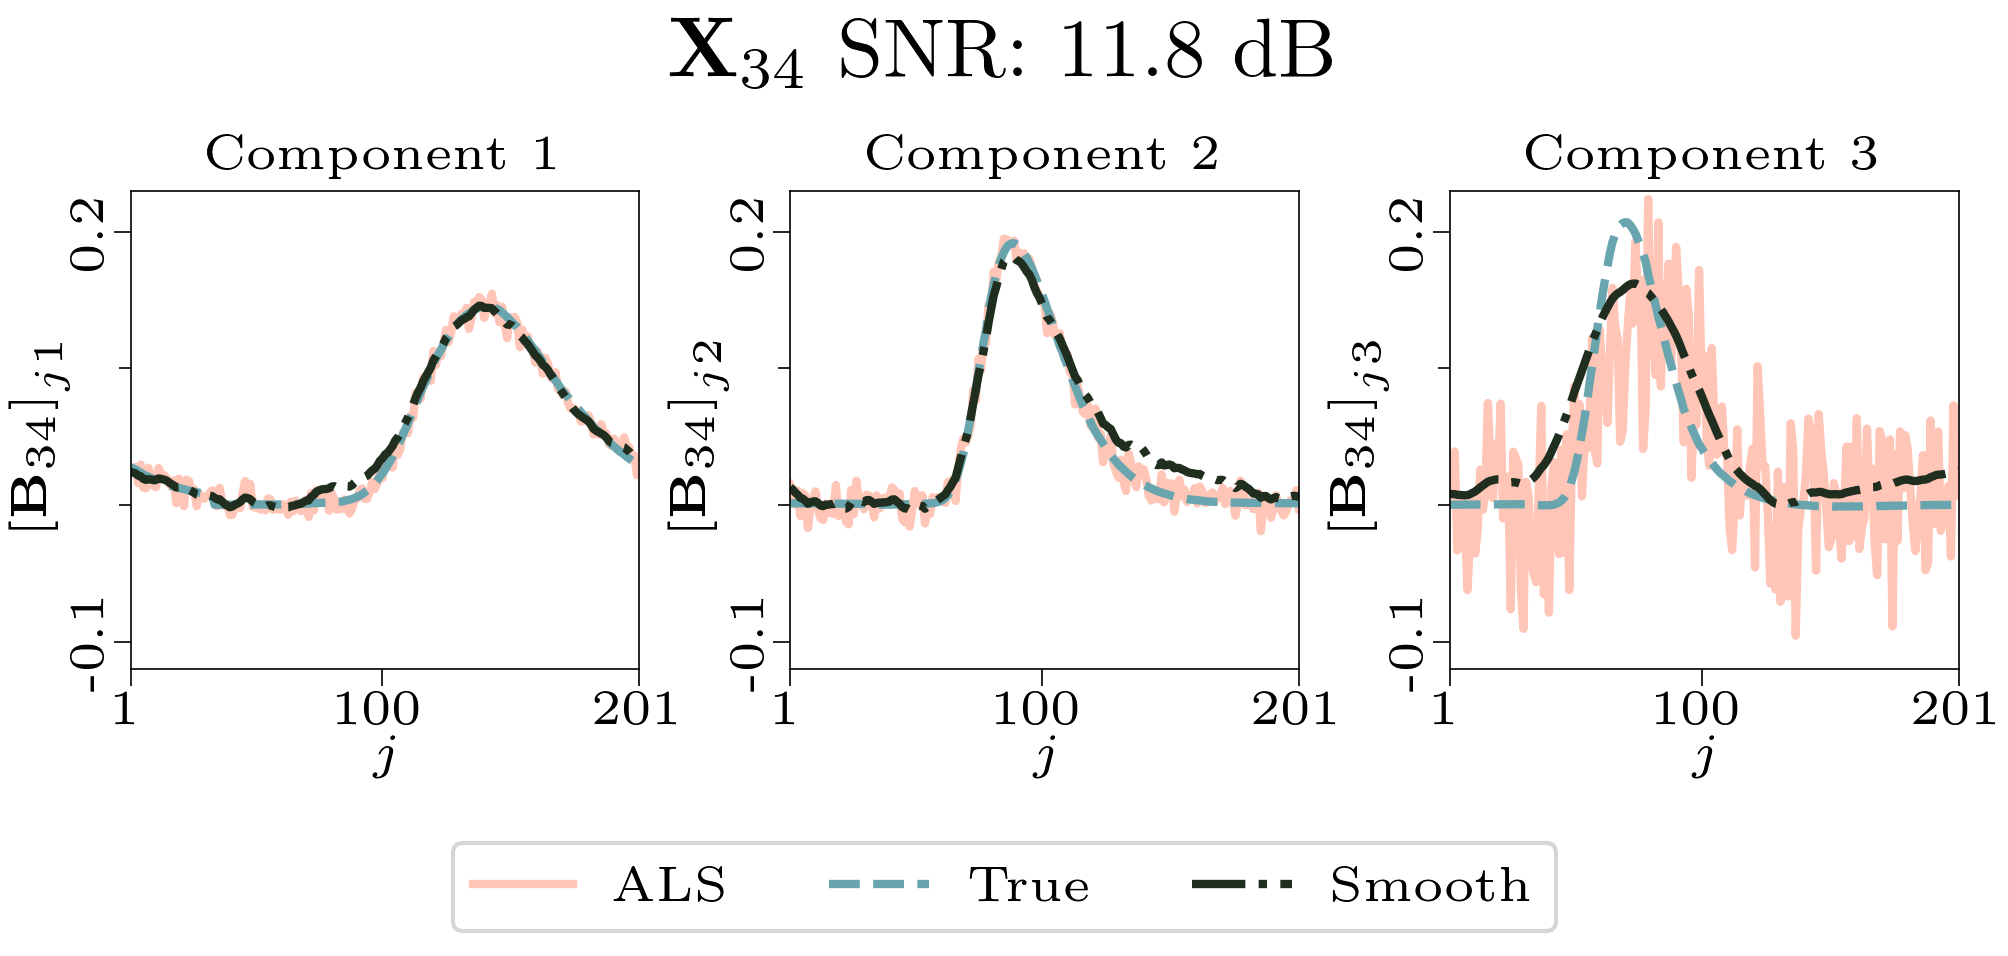 X34 SNR: 11.8 dB
Component 1
Component 2
Component 3
0.2
-0.1
[B34]j1
1
100
201
j
0.2
-0.1
[B34]j2
1
100
201
j
0.2
-0.1
[B34]j3
1
100
201
j
ALS
True
Smooth